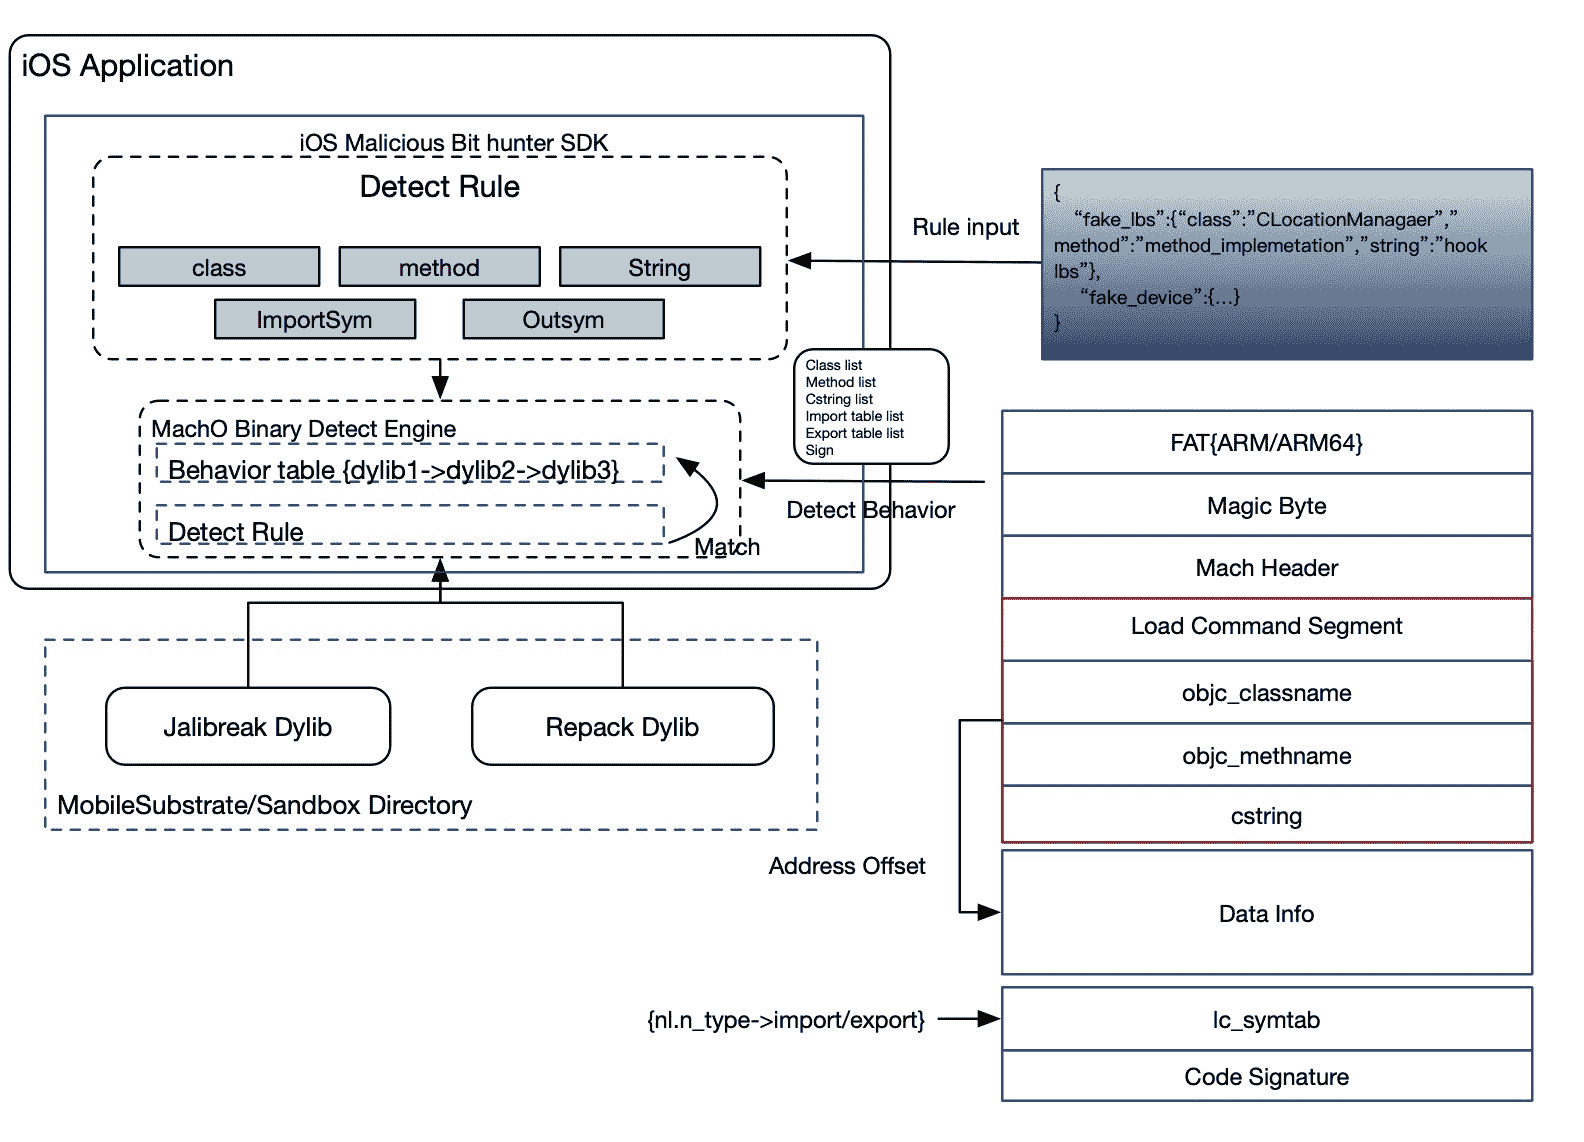 iOS Application
iOS Malicious Bit hunter SDK
Detect Rule
class
method
String
ImportSym
Outsym
Rule input
{
“fake_lbs”:{“class”:”CLocationManagaer”,”
method”:”method_implemetation”,”string”:”hook
lbs”},
“fake_device”:{...}
}
Class list
Method list
Cstring list
Import table list
Export table list
Sign
MachO Binary Detect Engine
Behavior table {dylib1->dylib2->dylib3}
Detect Rule
Match
Detect Behavior
Jalibreak Dylib
Repack Dylib
MobileSubstrate/Sandbox Directory
FAT{ARM/ARM64}
Magic Byte
Mach Header
Load Command Segment
objc_classname
objc_methname
cstring
Address Offset
Data Info
{nl.n_type->import/export}
lc_symtab
Code Signature